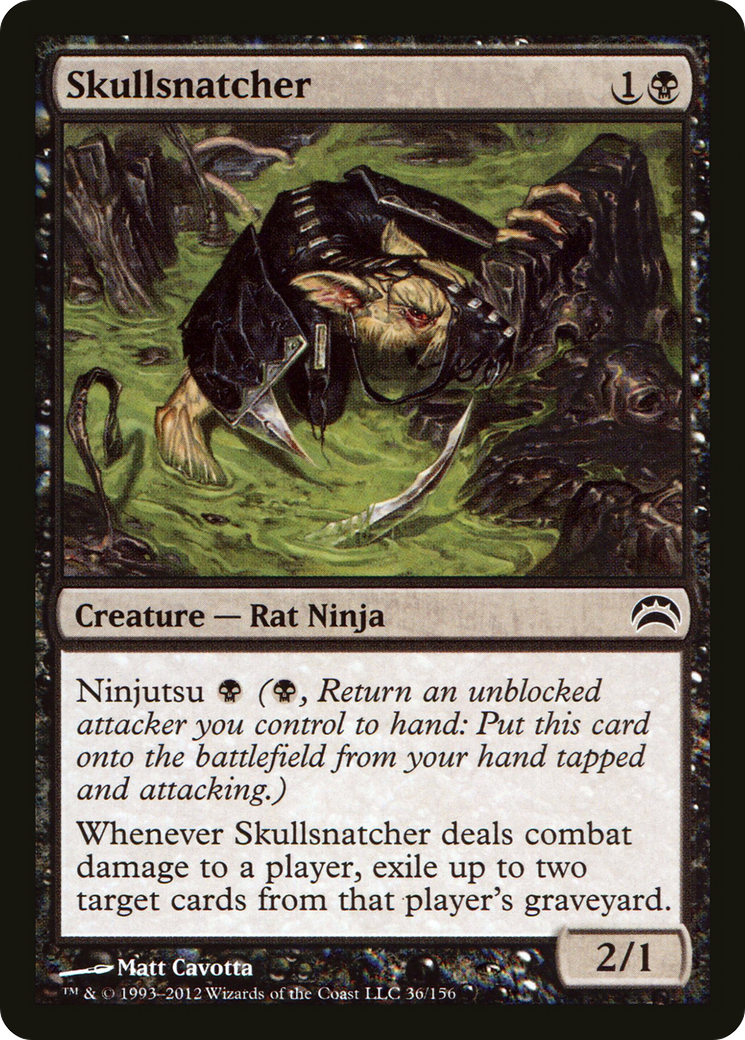 Skullsnatcher 1
Creature — Rat Ninja
Ninjutsu (, Return an unblocked
attacker you control to hand: Put this card
onto the battlefield from your hand tapped
and attacking.)
Whenever Skullsnatcher deals combat
damage to a player, exile up to two
target cards from that player's graveyard.
2/1
Matt Cavotta
™ & © 1993–2012 Wizards of the Coast LLC 36/156